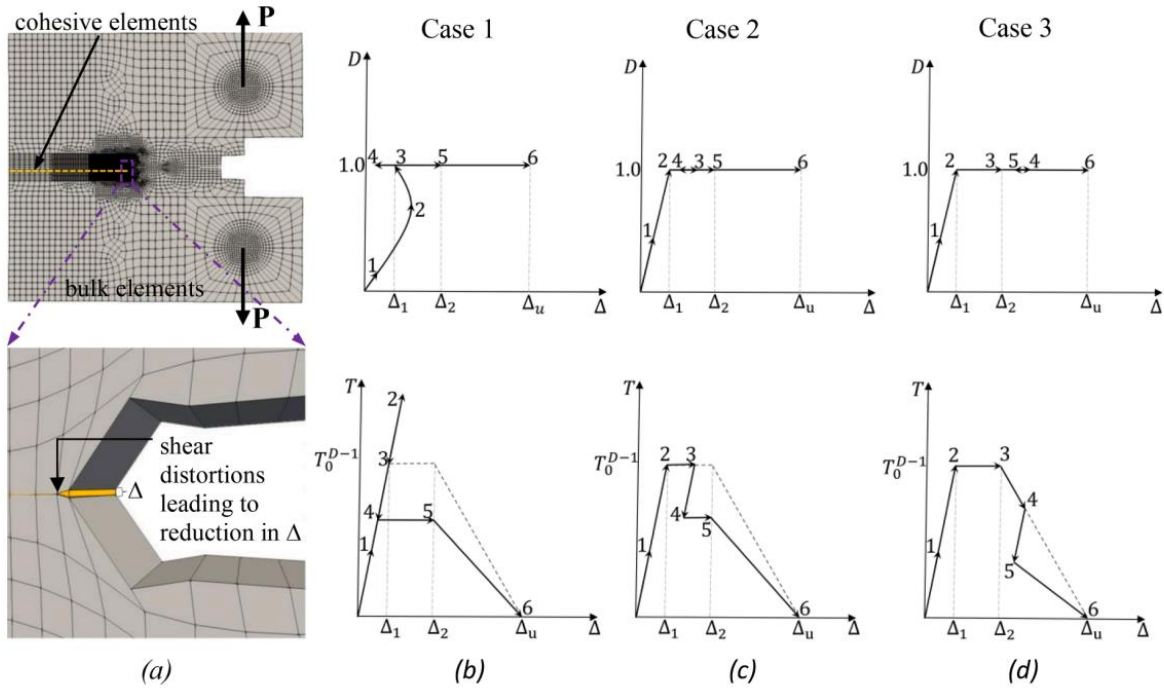 cohesive elements
P
bulk elements
P
shear
distortions
leading to
reduction in Δ
Δ
(a)
Case 1
D
1.0
4 3 5 6
2
1
Δ₁ Δ₂ Δᵤ Δ
T
2
T₀ᴰ⁻¹
3
4 5
1
6
Δ₁ Δ₂ Δᵤ Δ
(b)
Case 2
D
1.0
2 4 3 5 6
1
Δ₁ Δ₂ Δᵤ Δ
T
T₀ᴰ⁻¹
2 3
4 5
1
6
Δ₁ Δ₂ Δᵤ Δ
(c)
Case 3
D
1.0
2 3 5 4 6
1
Δ₁ Δ₂ Δᵤ Δ
T
T₀ᴰ⁻¹
2 3
4
5
1
6
Δ₁ Δ₂ Δᵤ Δ
(d)